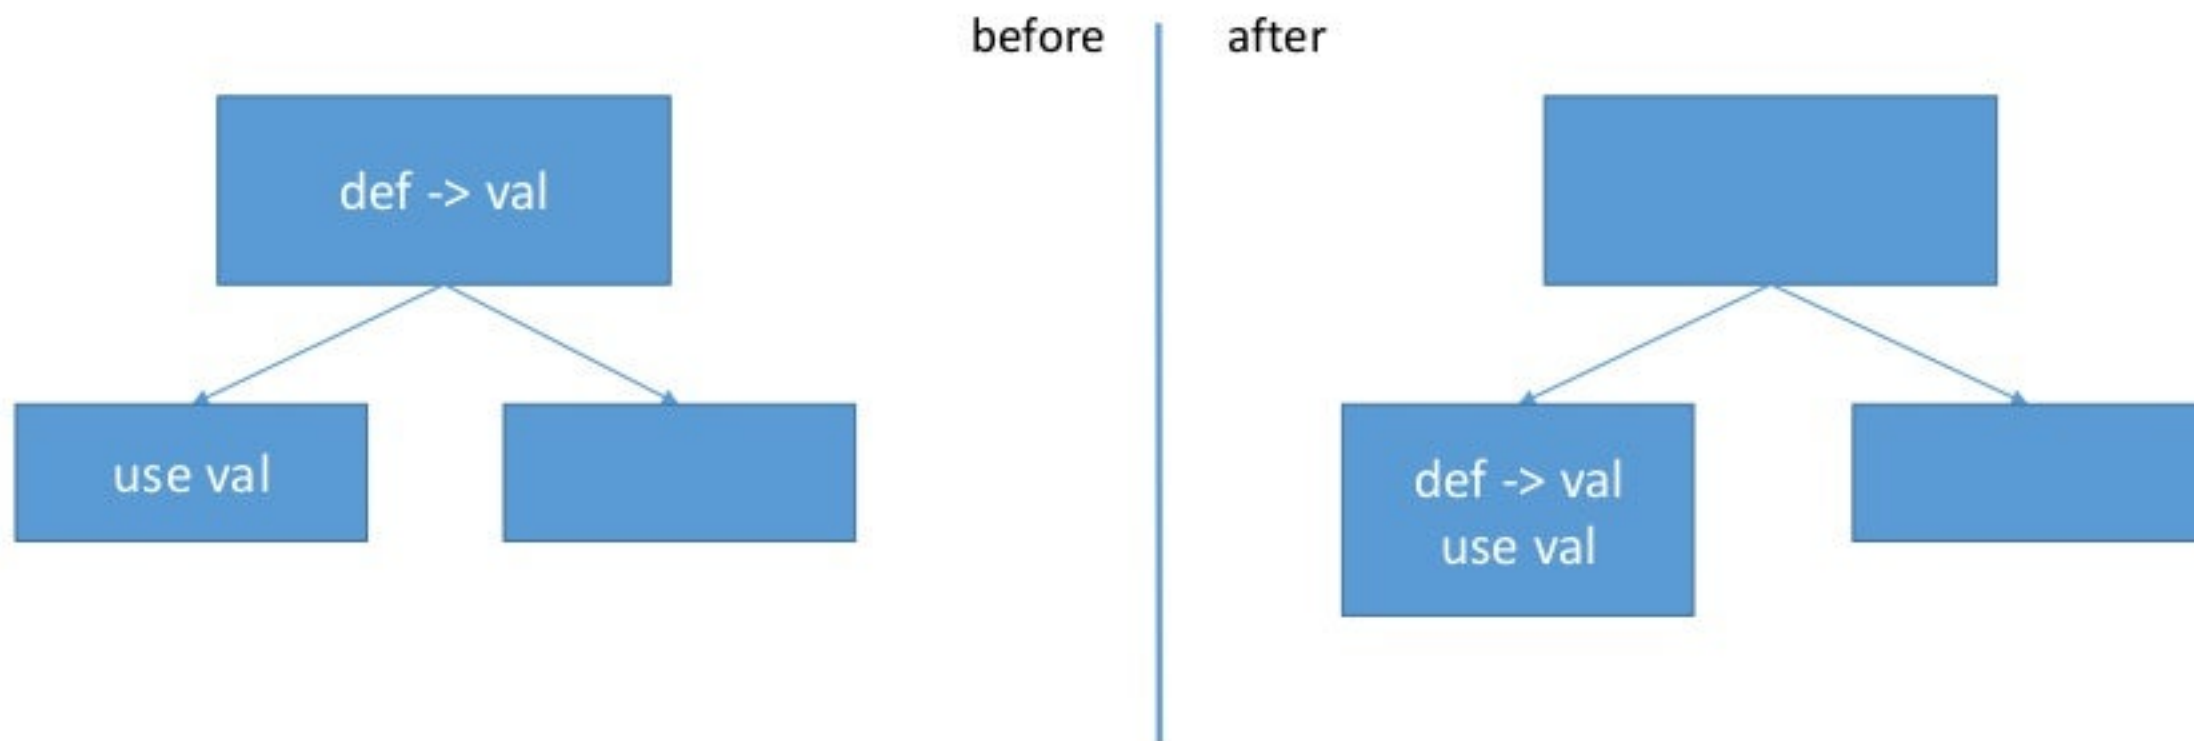 before
after
def -> val
use val
def -> val
use val